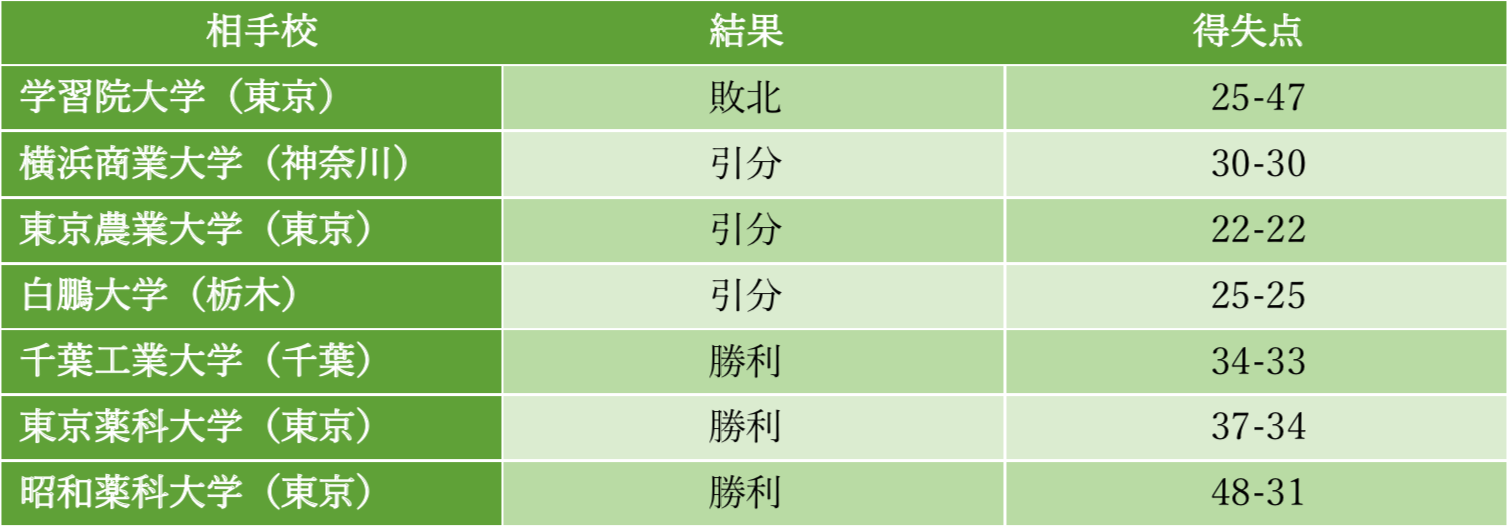 相手校 結果 得失点
学習院大学（東京） 敗北 25-47
横浜商業大学（神奈川） 引分 30-30
東京農業大学（東京） 引分 22-22
白鵬大学（栃木） 引分 25-25
千葉工業大学（千葉） 勝利 34-33
東京薬科大学（東京） 勝利 37-34
昭和薬科大学（東京） 勝利 48-31